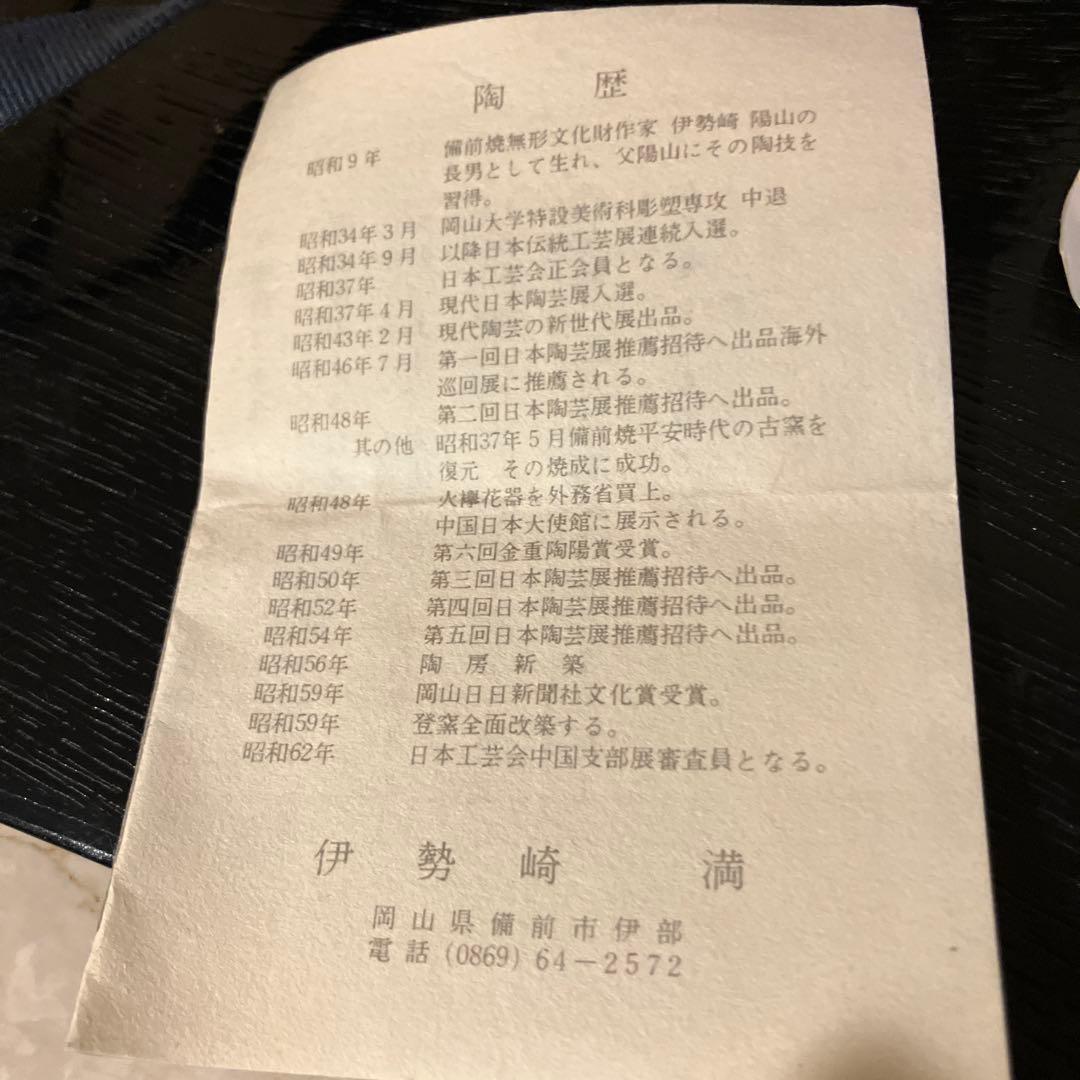 陶歴
昭和9年 備前焼無形文化財作家 伊勢崎 陽山の
長男として生れ、父陽山にその陶技を
習得。
昭和34年3月 岡山大学特設美術科彫塑専攻 中退
昭和34年9月 以降日本伝統工芸展連続入選。
昭和37年 日本工芸会正会員となる。
昭和37年4月 現代日本陶芸展入選。
昭和43年2月 現代陶芸の新世代展出品。
昭和46年7月 第一回日本陶芸展推薦招待へ出品海外
巡回展に推薦される。
昭和48年 第二回日本陶芸展推薦招待へ出品。
其の他 昭和37年5月備前焼平安時代の古窯を
復元 その焼成に成功。
昭和48年 火襷花器を外務省買上。
中国日本大使館に展示される。
昭和49年 第六回金重陶陽賞受賞。
昭和50年 第三回日本陶芸展推薦招待へ出品。
昭和52年 第四回日本陶芸展推薦招待へ出品。
昭和54年 第五回日本陶芸展推薦招待へ出品。
昭和56年 陶房新築
昭和59年 岡山日日新聞社文化賞受賞。
昭和59年 登窯全面改築する。
昭和62年 日本工芸会中国支部展審査員となる。
伊勢崎 満
岡山県備前市伊部
電話(0869)64-2572